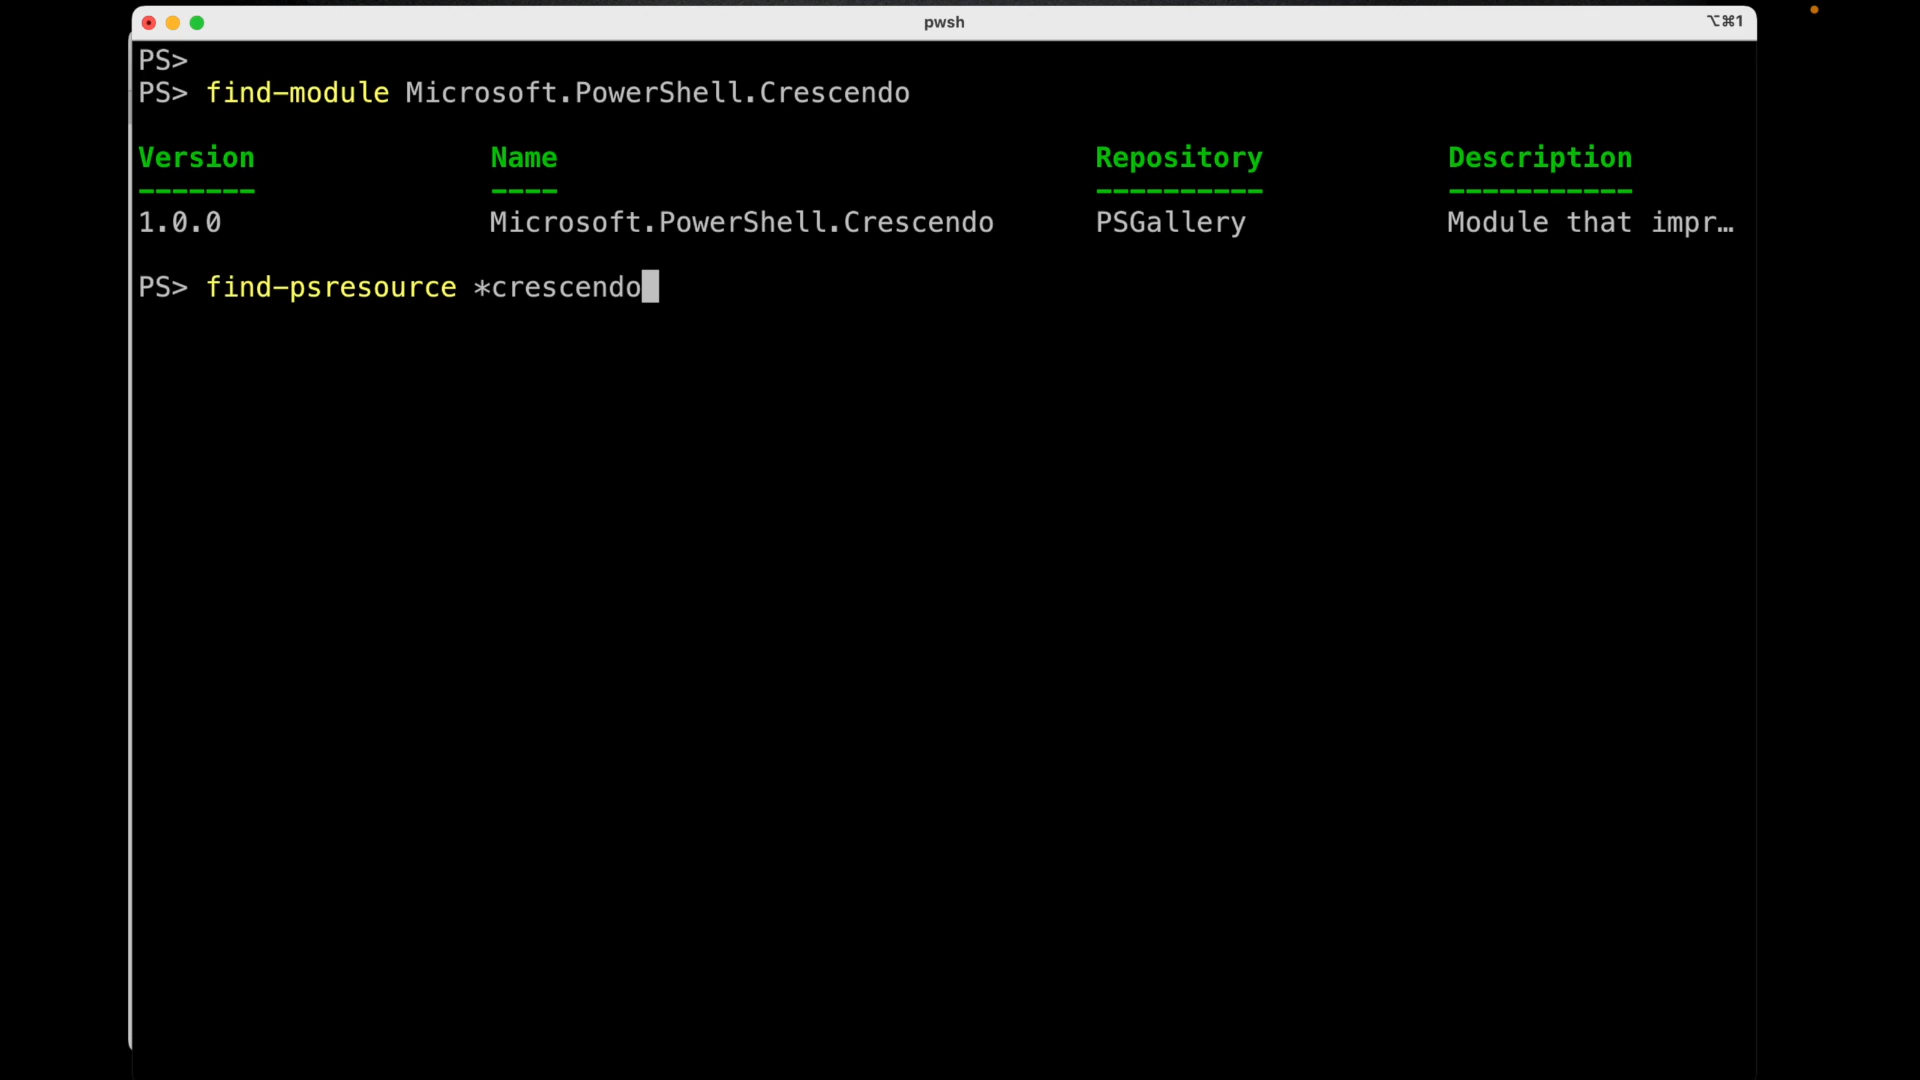 pwsh
⌥⌘1
PS>
PS> find-module Microsoft.PowerShell.Crescendo
Version Name Repository Description
------- ---- ---------- -----------
1.0.0 Microsoft.PowerShell.Crescendo PSGallery Module that impr…
PS> find-psresource *crescendo